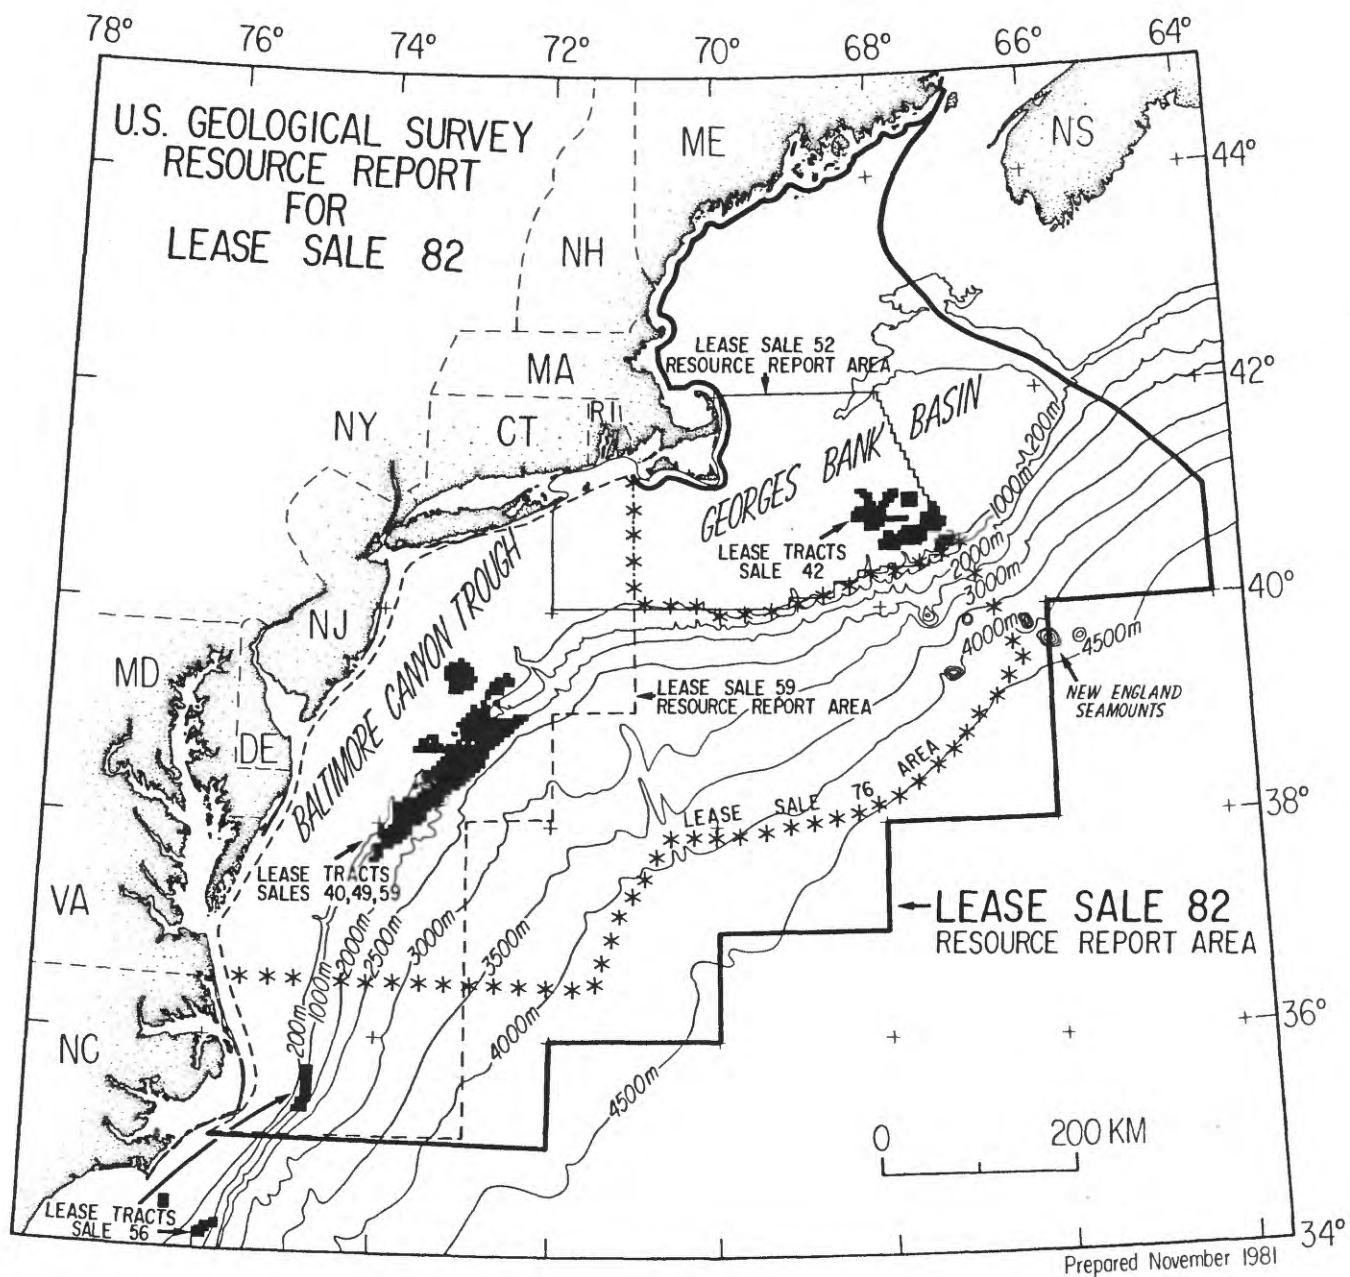 78°
76°
74°
72°
70°
68°
66°
64°
U.S. GEOLOGICAL SURVEY
RESOURCE REPORT
FOR
LEASE SALE 82
ME
NS
44°
NH
LEASE SALE 52
RESOURCE REPORT AREA
42°
MA
NY
CT
RI
GEORGES BANK BASIN
1000m
200m
LEASE TRACTS
SALE 42
2000m
3000m
40°
4000m
4500m
NJ
MD
DE
BALTIMORE CANYON TROUGH
LEASE SALE 59
RESOURCE REPORT AREA
NEW ENGLAND
SEAMOUNTS
LEASE SALE 76 AREA
38°
LEASE TRACTS
SALES 40,49,59
VA
LEASE SALE 82
RESOURCE REPORT AREA
200m
1000m
2000m
2500m
3000m
3500m
4000m
4500m
36°
NC
0 200 KM
LEASE TRACTS
SALE 56
34°
Prepared November 1981